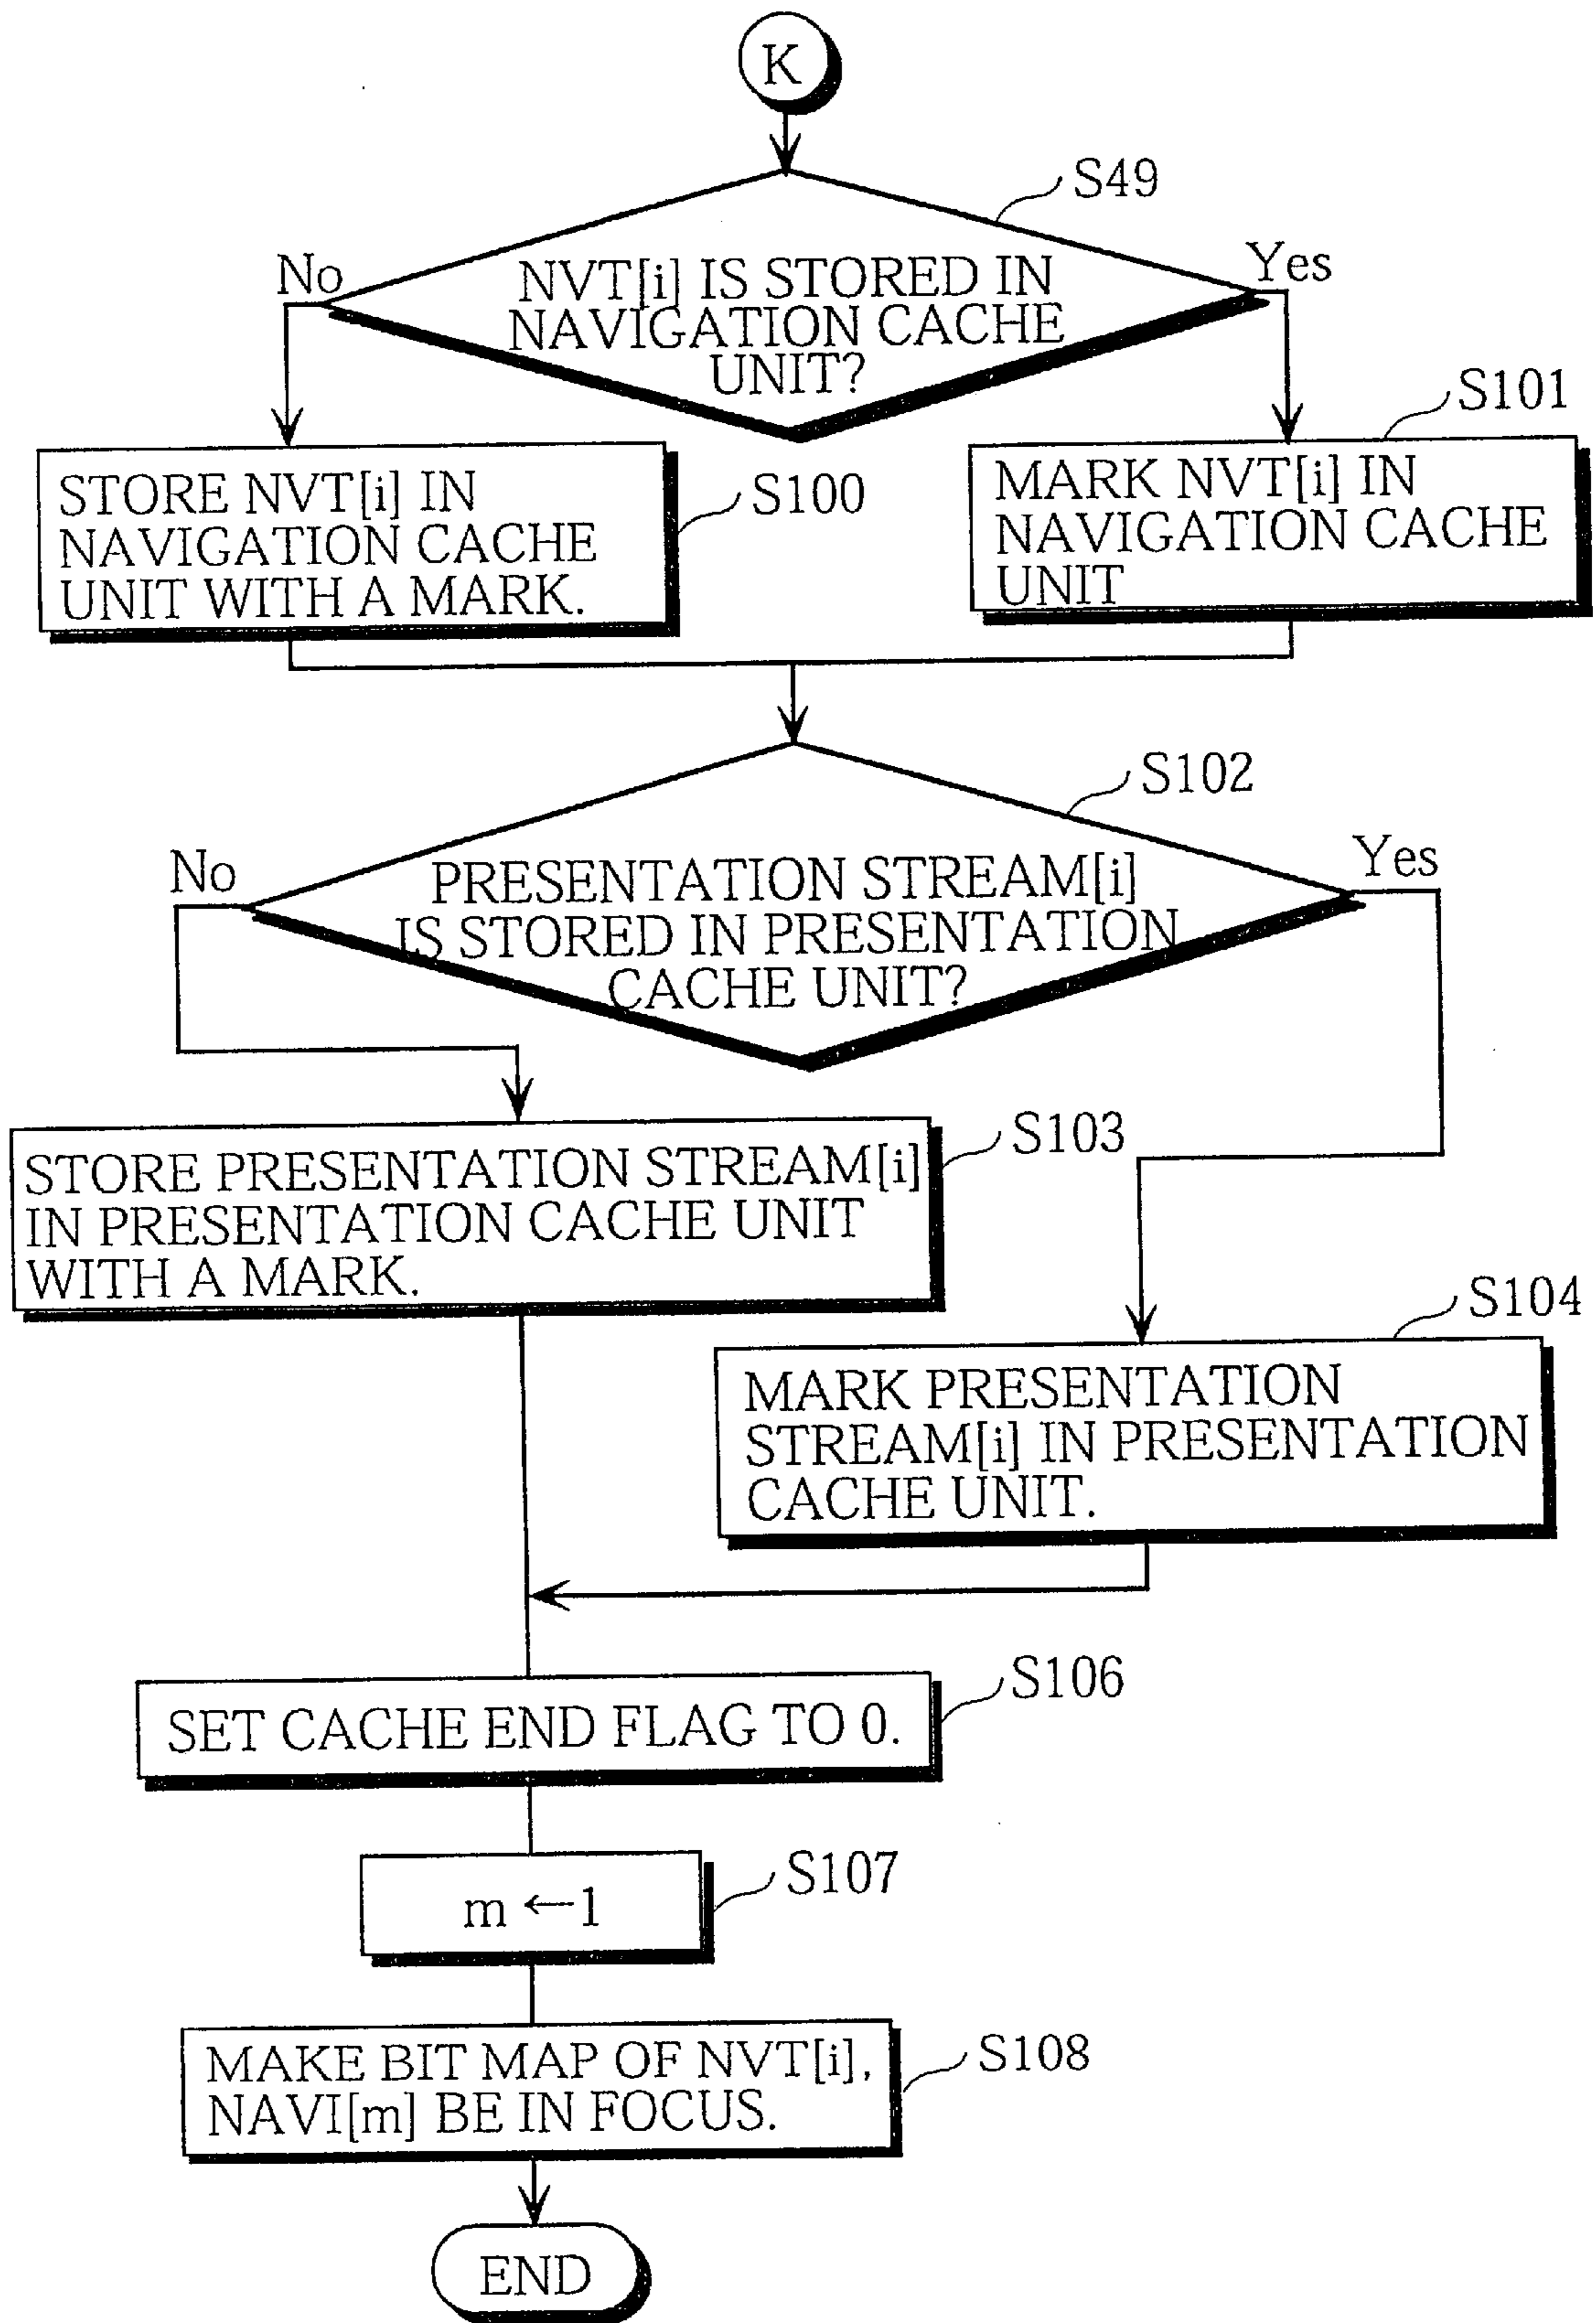 K
S49
No
Yes
NVT[i] IS STORED IN
NAVIGATION CACHE
UNIT?
S101
STORE NVT[i] IN
NAVIGATION CACHE
UNIT WITH A MARK.
S100
MARK NVT[i] IN
NAVIGATION CACHE
UNIT
S102
No
Yes
PRESENTATION STREAM[i]
IS STORED IN PRESENTATION
CACHE UNIT?
S103
STORE PRESENTATION STREAM[i]
IN PRESENTATION CACHE UNIT
WITH A MARK.
S104
MARK PRESENTATION
STREAM[i] IN PRESENTATION
CACHE UNIT.
S106
SET CACHE END FLAG TO 0.
S107
m ←1
S108
MAKE BIT MAP OF NVT[i],
NAVI[m] BE IN FOCUS.
END